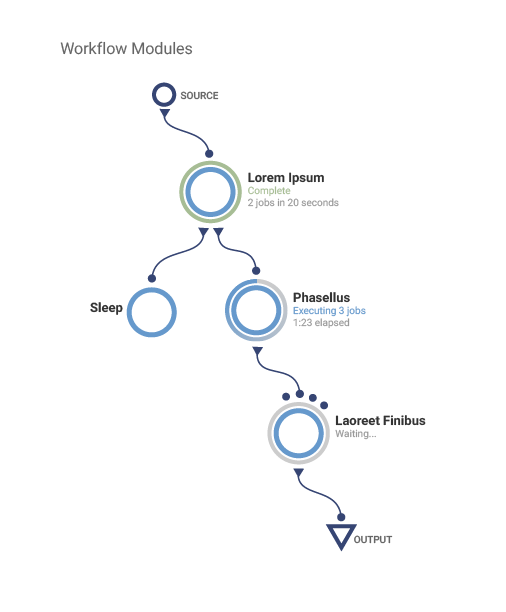 Workflow Modules
SOURCE
Lorem Ipsum
Complete
2 jobs in 20 seconds
Sleep
Phasellus
Executing 3 jobs
1:23 elapsed
Laoreet Finibus
Waiting...
OUTPUT